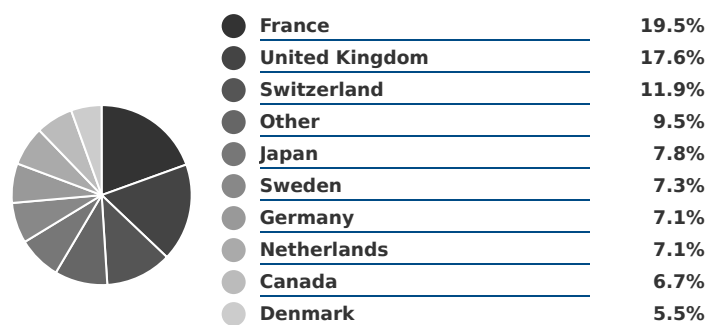 France 19.5%
United Kingdom 17.6%
Switzerland 11.9%
Other 9.5%
Japan 7.8%
Sweden 7.3%
Germany 7.1%
Netherlands 7.1%
Canada 6.7%
Denmark 5.5%